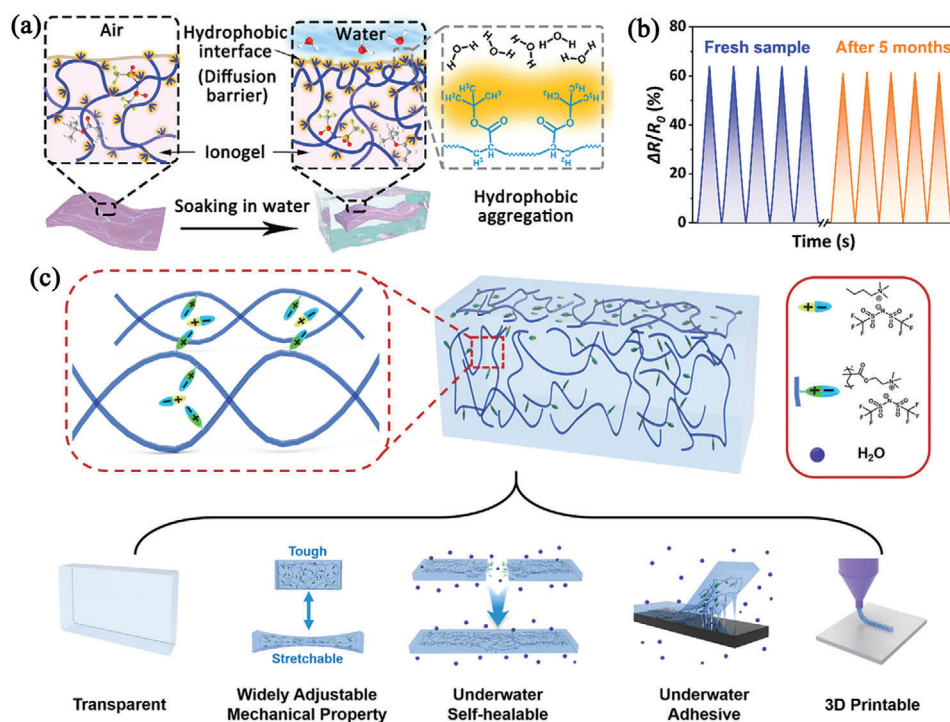 (a)
Air
Hydrophobic
interface
(Diffusion
barrier)
Water
Ionogel
Soaking in water
Hydrophobic
aggregation
(b)
ΔR/R0 (%)
80
60
40
20
0
Fresh sample
After 5 months
Time (s)
(c)
H₂O
Tough
Stretchable
Transparent
Widely Adjustable
Mechanical Property
Underwater
Self-healable
Underwater
Adhesive
3D Printable